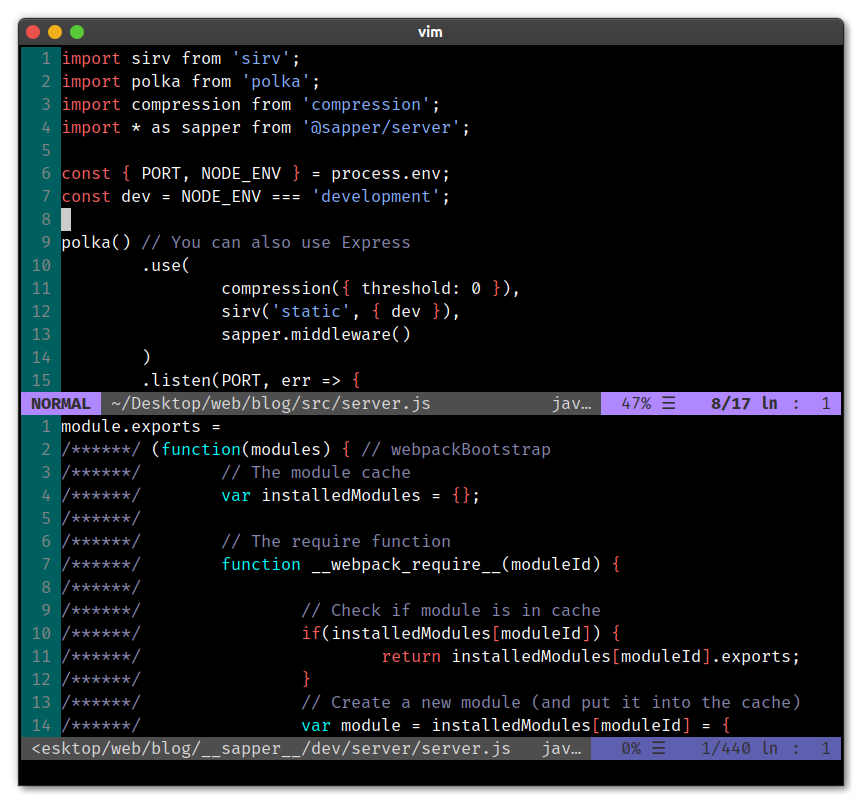 vim
1 import sirv from 'sirv';
2 import polka from 'polka';
3 import compression from 'compression';
4 import * as sapper from '@sapper/server';
5
6 const { PORT, NODE_ENV } = process.env;
7 const dev = NODE_ENV === 'development';
8
9 polka() // You can also use Express
10         .use(
11                 compression({ threshold: 0 }),
12                 sirv('static', { dev }),
13                 sapper.middleware()
14         )
15         .listen(PORT, err => {
NORMAL ~/Desktop/web/blog/src/server.js jav… 47% ☰ 8/17 ln : 1
1 module.exports =
2 /******/ (function(modules) { // webpackBootstrap
3 /******/        // The module cache
4 /******/        var installedModules = {};
5 /******/
6 /******/        // The require function
7 /******/        function __webpack_require__(moduleId) {
8 /******/
9 /******/                // Check if module is in cache
10 /******/                if(installedModules[moduleId]) {
11 /******/                        return installedModules[moduleId].exports;
12 /******/                }
13 /******/                // Create a new module (and put it into the cache)
14 /******/                var module = installedModules[moduleId] = {
<esktop/web/blog/__sapper__/dev/server/server.js jav… 0% ☰ 1/440 ln : 1